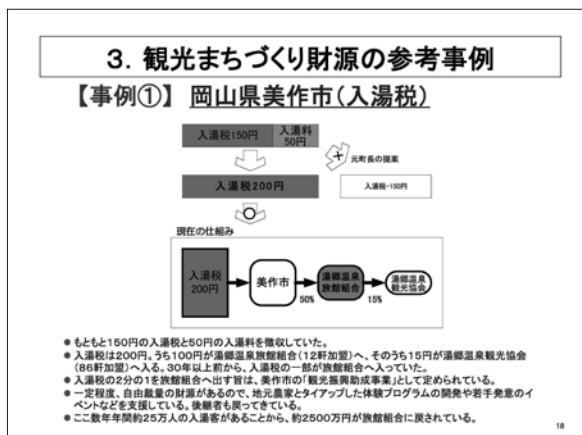 3．観光まちづくり財源の参考事例
【事例①】 岡山県美作市（入湯税）
入湯税150円
入湯料
50円
元町長の提案
入湯税200円
入湯税-150円
現在の仕組み
入湯税
200円
美作市
50%
湯郷温泉
旅館組合
15%
湯郷温泉
観光協会
● もともと150円の入湯税と50円の入湯料を徴収していた。
● 入湯税は200円。うち100円が湯郷温泉旅館組合（12軒加盟）へ、そのうち15円が湯郷温泉観光協会
（86軒加盟）へ入る。30年以上前から、入湯税の一部が旅館組合へ入っていた。
● 入湯税の2分の1を旅館組合へ出す旨は、美作市の「観光振興助成事業」として定められている。
● 一定程度、自由裁量の財源があるので、地元農家とタイアップした体験プログラムの開発や若手発意のイ
ベントなどを支援している。後継者も戻ってきている。
● ここ数年年間約25万人の入湯客があることから、約2500万円が旅館組合に戻されている。
18